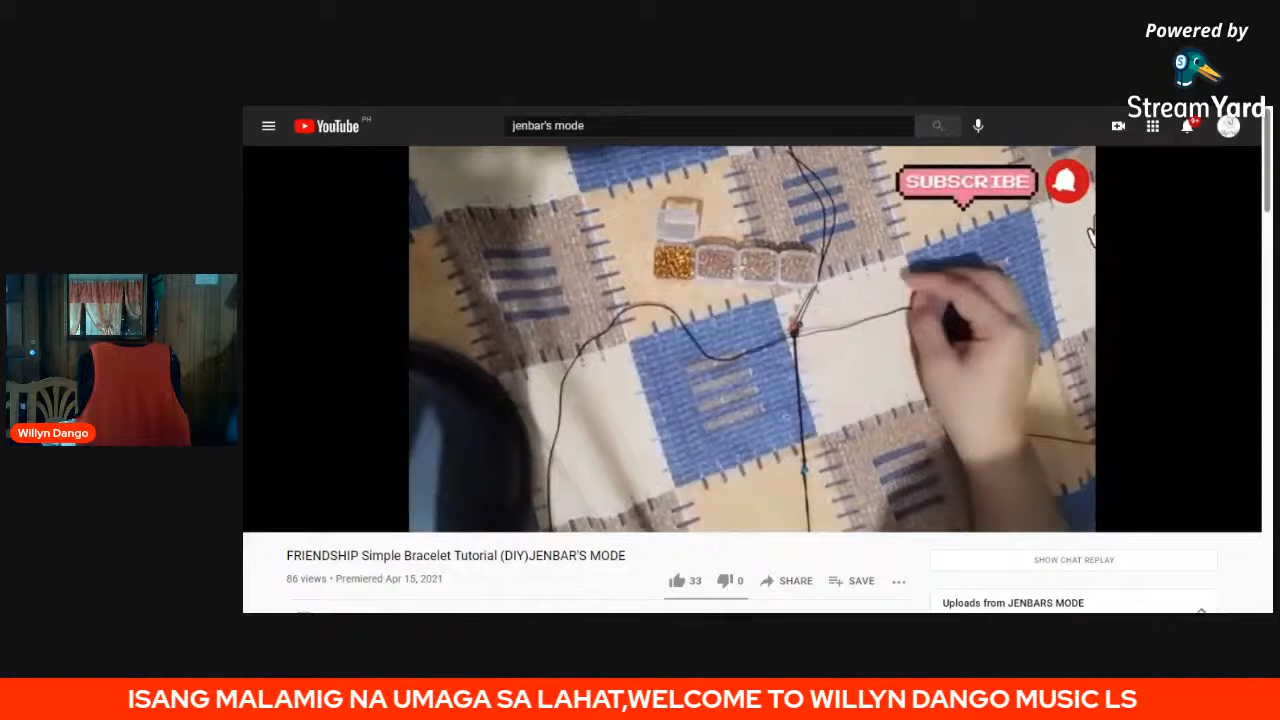 Powered by
StreamYard
YouTube PH
jenbar's mode
9+
SUBSCRIBE
Willyn Dango
FRIENDSHIP Simple Bracelet Tutorial (DIY)JENBAR'S MODE
86 views • Premiered Apr 15, 2021
33
0
SHARE
SAVE
SHOW CHAT REPLAY
Uploads from JENBARS MODE
ISANG MALAMIG NA UMAGA SA LAHAT,WELCOME TO WILLYN DANGO MUSIC LS